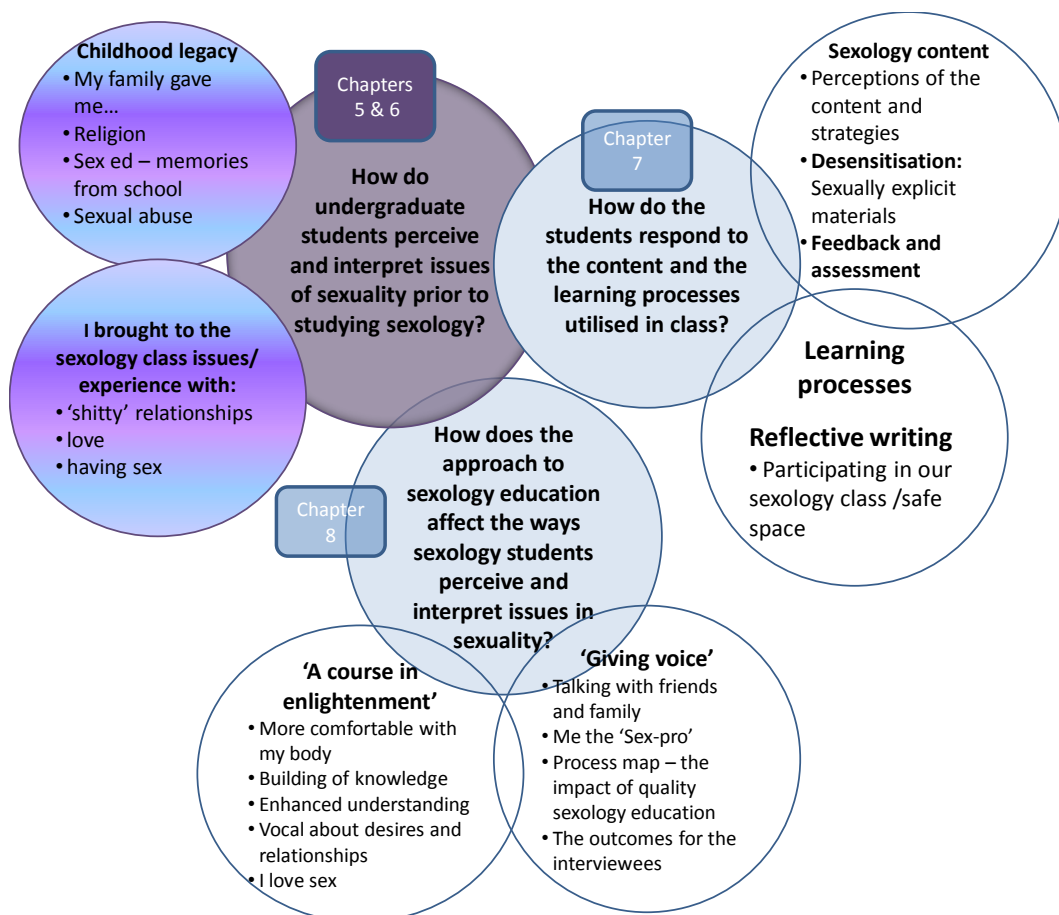 Childhood legacy
• My family gave
me…
• Religion
• Sex ed – memories
from school
• Sexual abuse
Chapters
5 & 6
How do
undergraduate
students perceive
and interpret issues
of sexuality prior to
studying sexology?
I brought to the
sexology class issues/
experience with:
• ‘shitty’ relationships
• love
• having sex
Chapter
7
How do the
students respond to
the content and the
learning processes
utilised in class?
Sexology content
• Perceptions of the
content and
strategies
• Desensitisation:
Sexually explicit
materials
• Feedback and
assessment
Learning
processes
Reflective writing
• Participating in our
sexology class /safe
space
Chapter
8
How does the
approach to
sexology education
affect the ways
sexology students
perceive and
interpret issues in
sexuality?
‘A course in
enlightenment’
• More comfortable with
my body
• Building of knowledge
• Enhanced understanding
• Vocal about desires and
relationships
• I love sex
‘Giving voice’
• Talking with friends
and family
• Me the ‘Sex-pro’
• Process map – the
impact of quality
sexology education
• The outcomes for the
interviewees